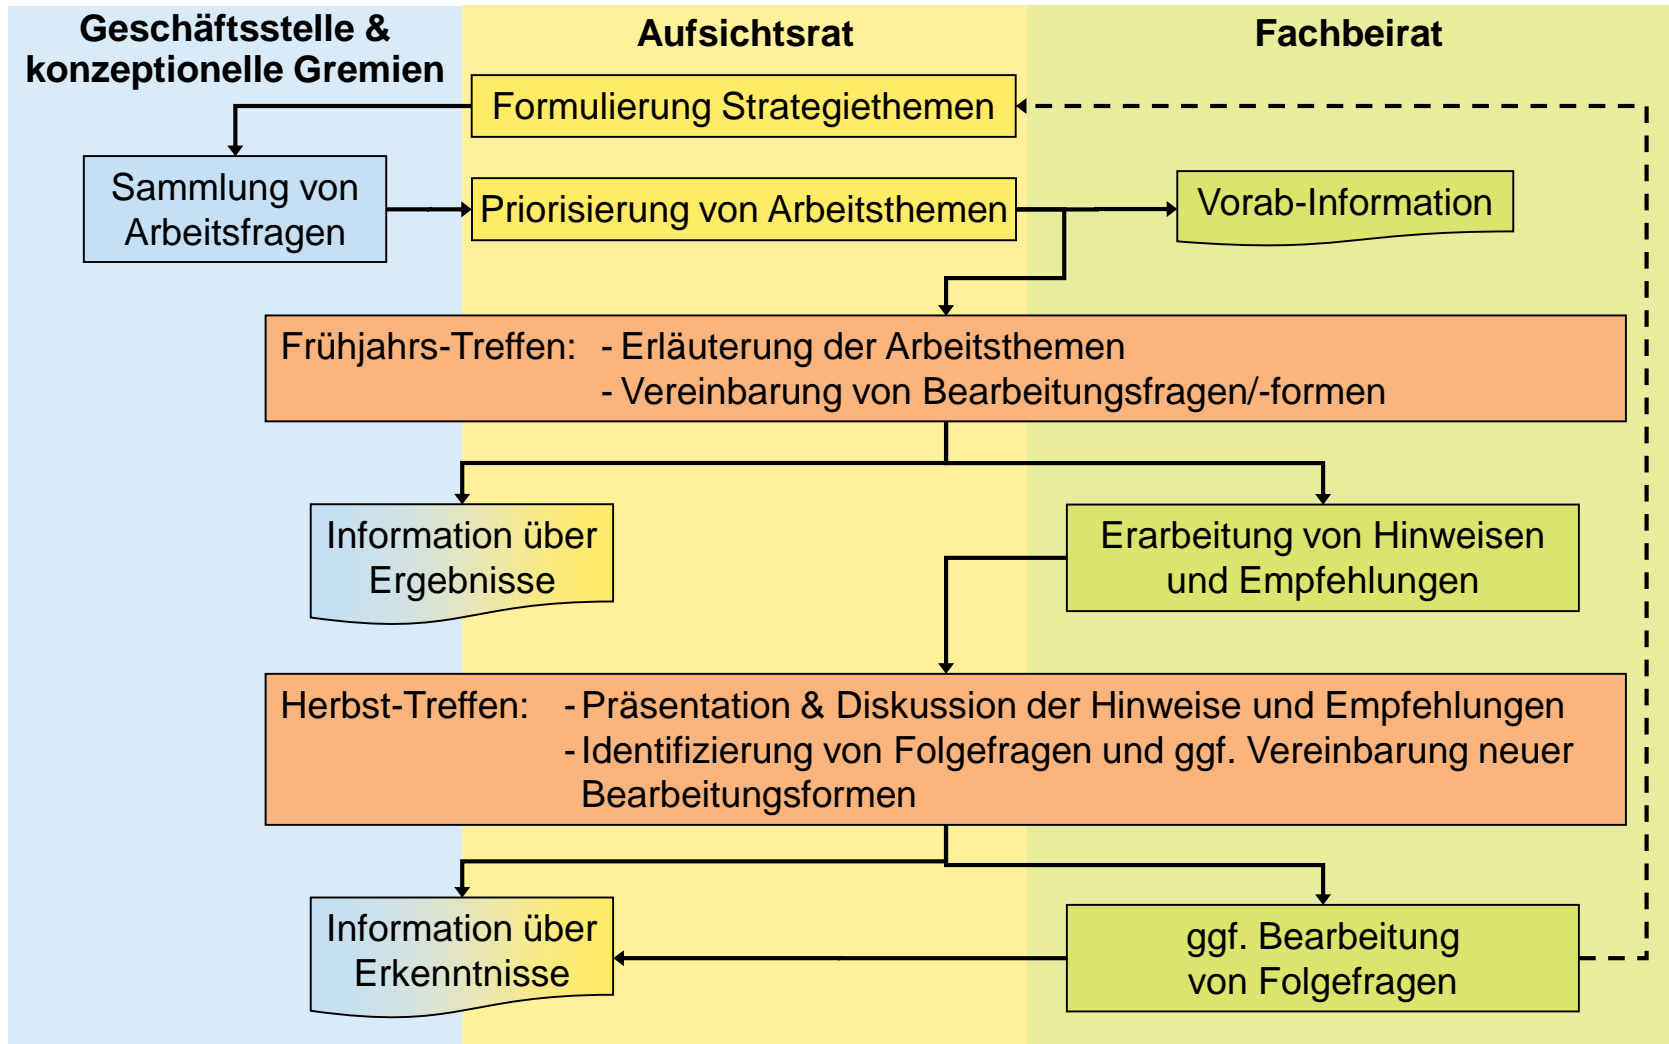 Geschäftsstelle &
konzeptionelle Gremien
Aufsichtsrat
Fachbeirat
Formulierung Strategiethemen
Sammlung von
Arbeitsfragen
Priorisierung von Arbeitsthemen
Vorab-Information
Frühjahrs-Treffen: - Erläuterung der Arbeitsthemen
- Vereinbarung von Bearbeitungsfragen/-formen
Information über
Ergebnisse
Erarbeitung von Hinweisen
und Empfehlungen
Herbst-Treffen: - Präsentation & Diskussion der Hinweise und Empfehlungen
- Identifizierung von Folgefragen und ggf. Vereinbarung neuer
Bearbeitungsformen
Information über
Erkenntnisse
ggf. Bearbeitung
von Folgefragen